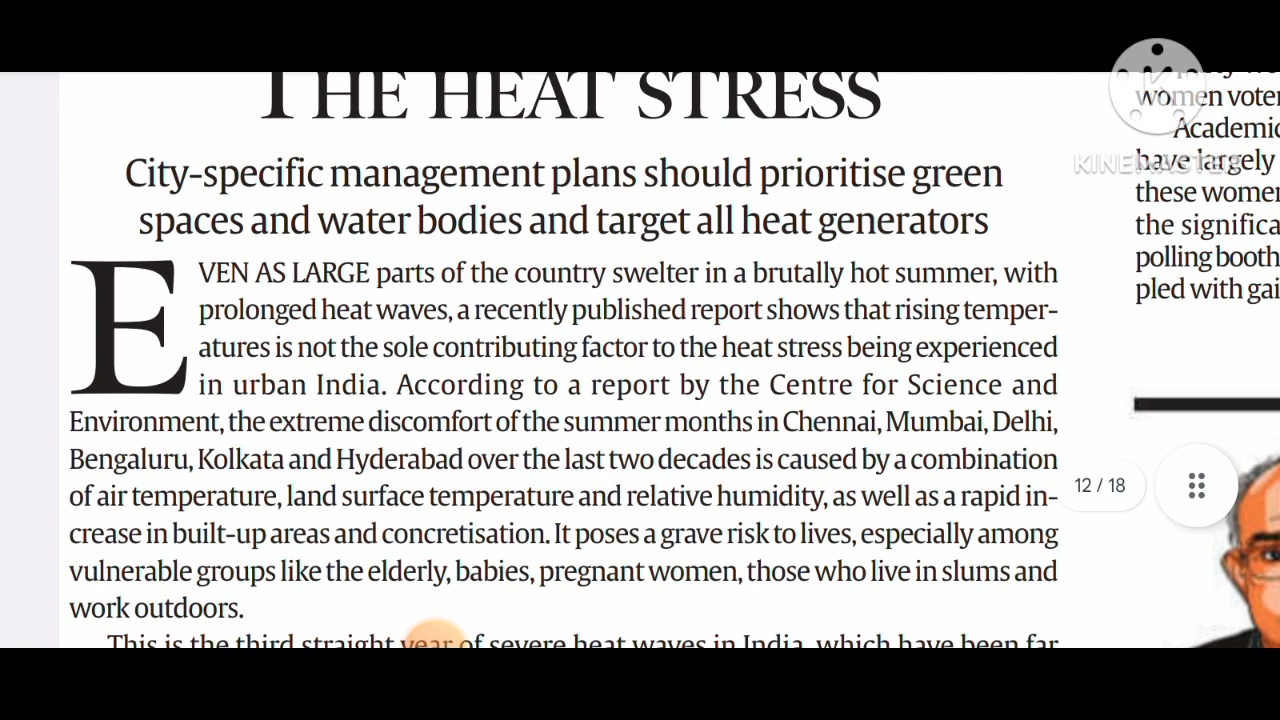 THE HEAT STRESS
City-specific management plans should prioritise green
spaces and water bodies and target all heat generators
EVEN AS LARGE parts of the country swelter in a brutally hot summer, with
prolonged heat waves, a recently published report shows that rising temper-
atures is not the sole contributing factor to the heat stress being experienced
in urban India. According to a report by the Centre for Science and
Environment, the extreme discomfort of the summer months in Chennai, Mumbai, Delhi,
Bengaluru, Kolkata and Hyderabad over the last two decades is caused by a combination
of air temperature, land surface temperature and relative humidity, as well as a rapid in-
crease in built-up areas and concretisation. It poses a grave risk to lives, especially among
vulnerable groups like the elderly, babies, pregnant women, those who live in slums and
work outdoors.
This is the third straight year of severe heat waves in India, which have been far
women voter
Academic
have largely
these women
the significa
polling booth
pled with gai
KINEMASTER
12 / 18